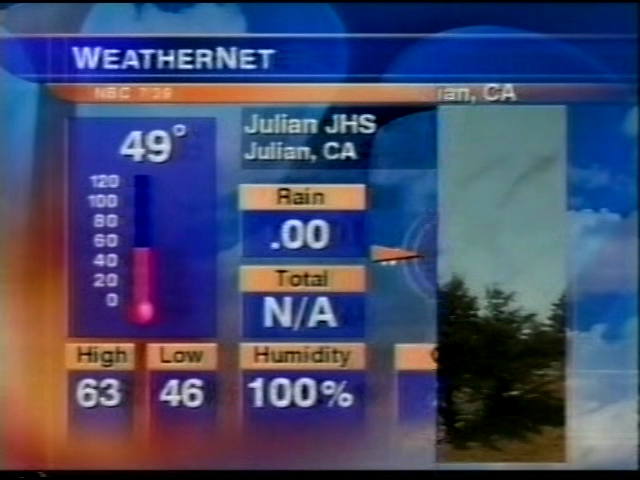 WEATHERNET
NBC 7/39
ian, CA
49°
Julian JHS
Julian, CA
120
100
80
60
40
20
0
Rain
.00
Total
N/A
High
Low
Humidity
63
46
100%